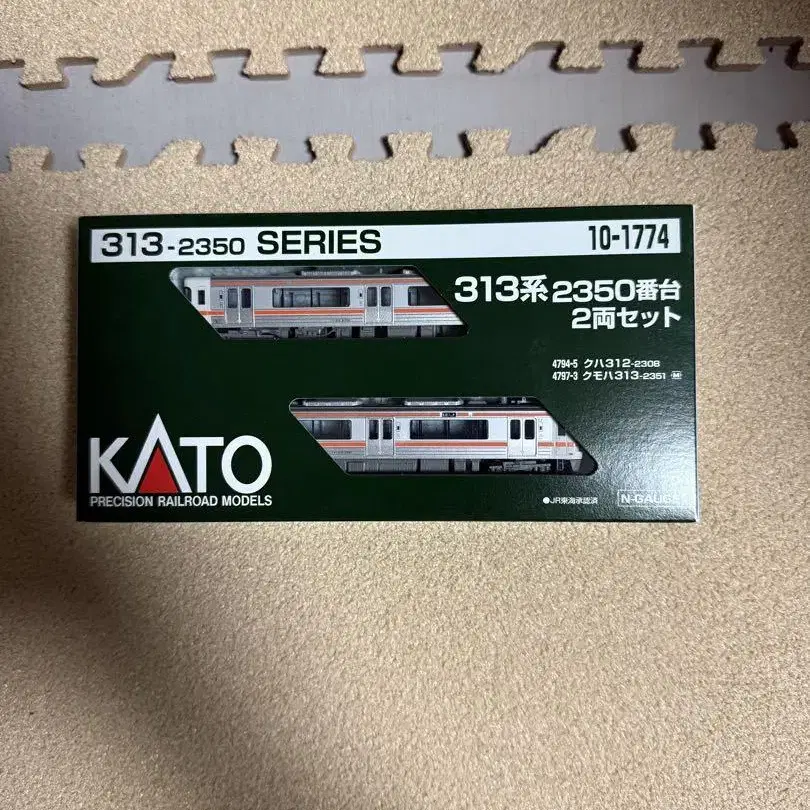 313-2350 SERIES 10-1774
313系2350番台
2両セット
4794-5 クハ312-2308
4797-3 クモハ313-2351 M
KATO
PRECISION RAILROAD MODELS
●JR東海承認済 N-GAUGE